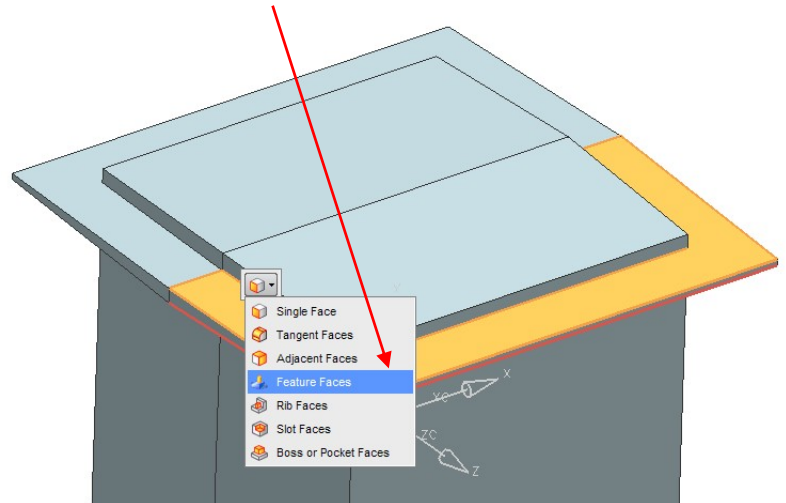 Single Face
Tangent Faces
Adjacent Faces
Feature Faces
Rib Faces
Slot Faces
Boss or Pocket Faces
X
XC
ZC
Z